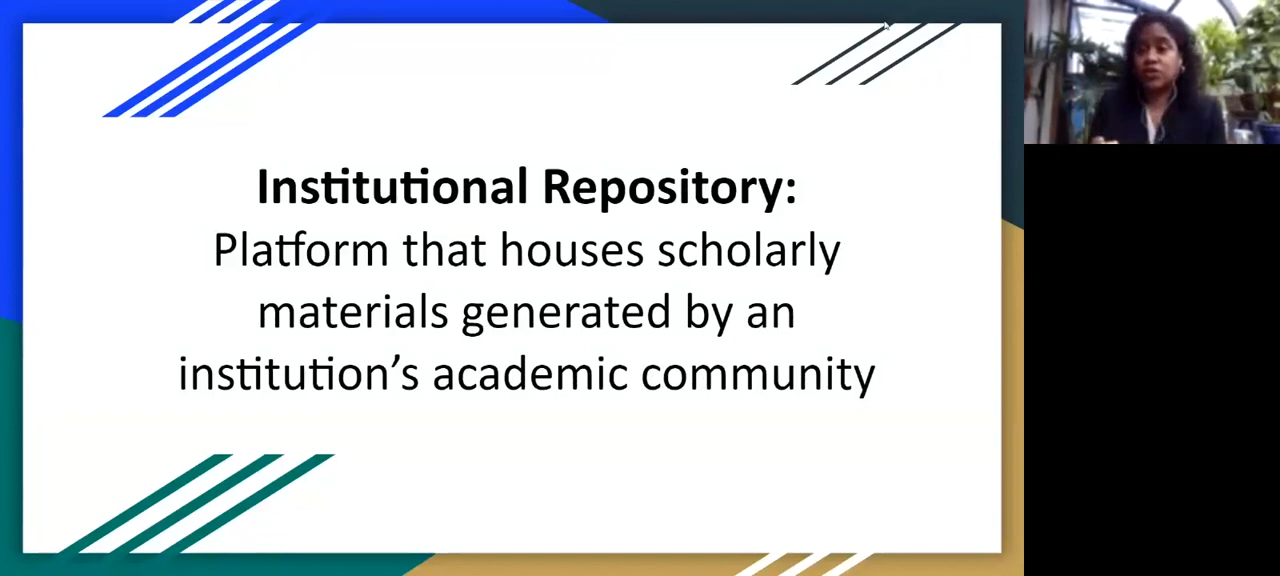 Institutional Repository:
Platform that houses scholarly
materials generated by an
institution’s academic community